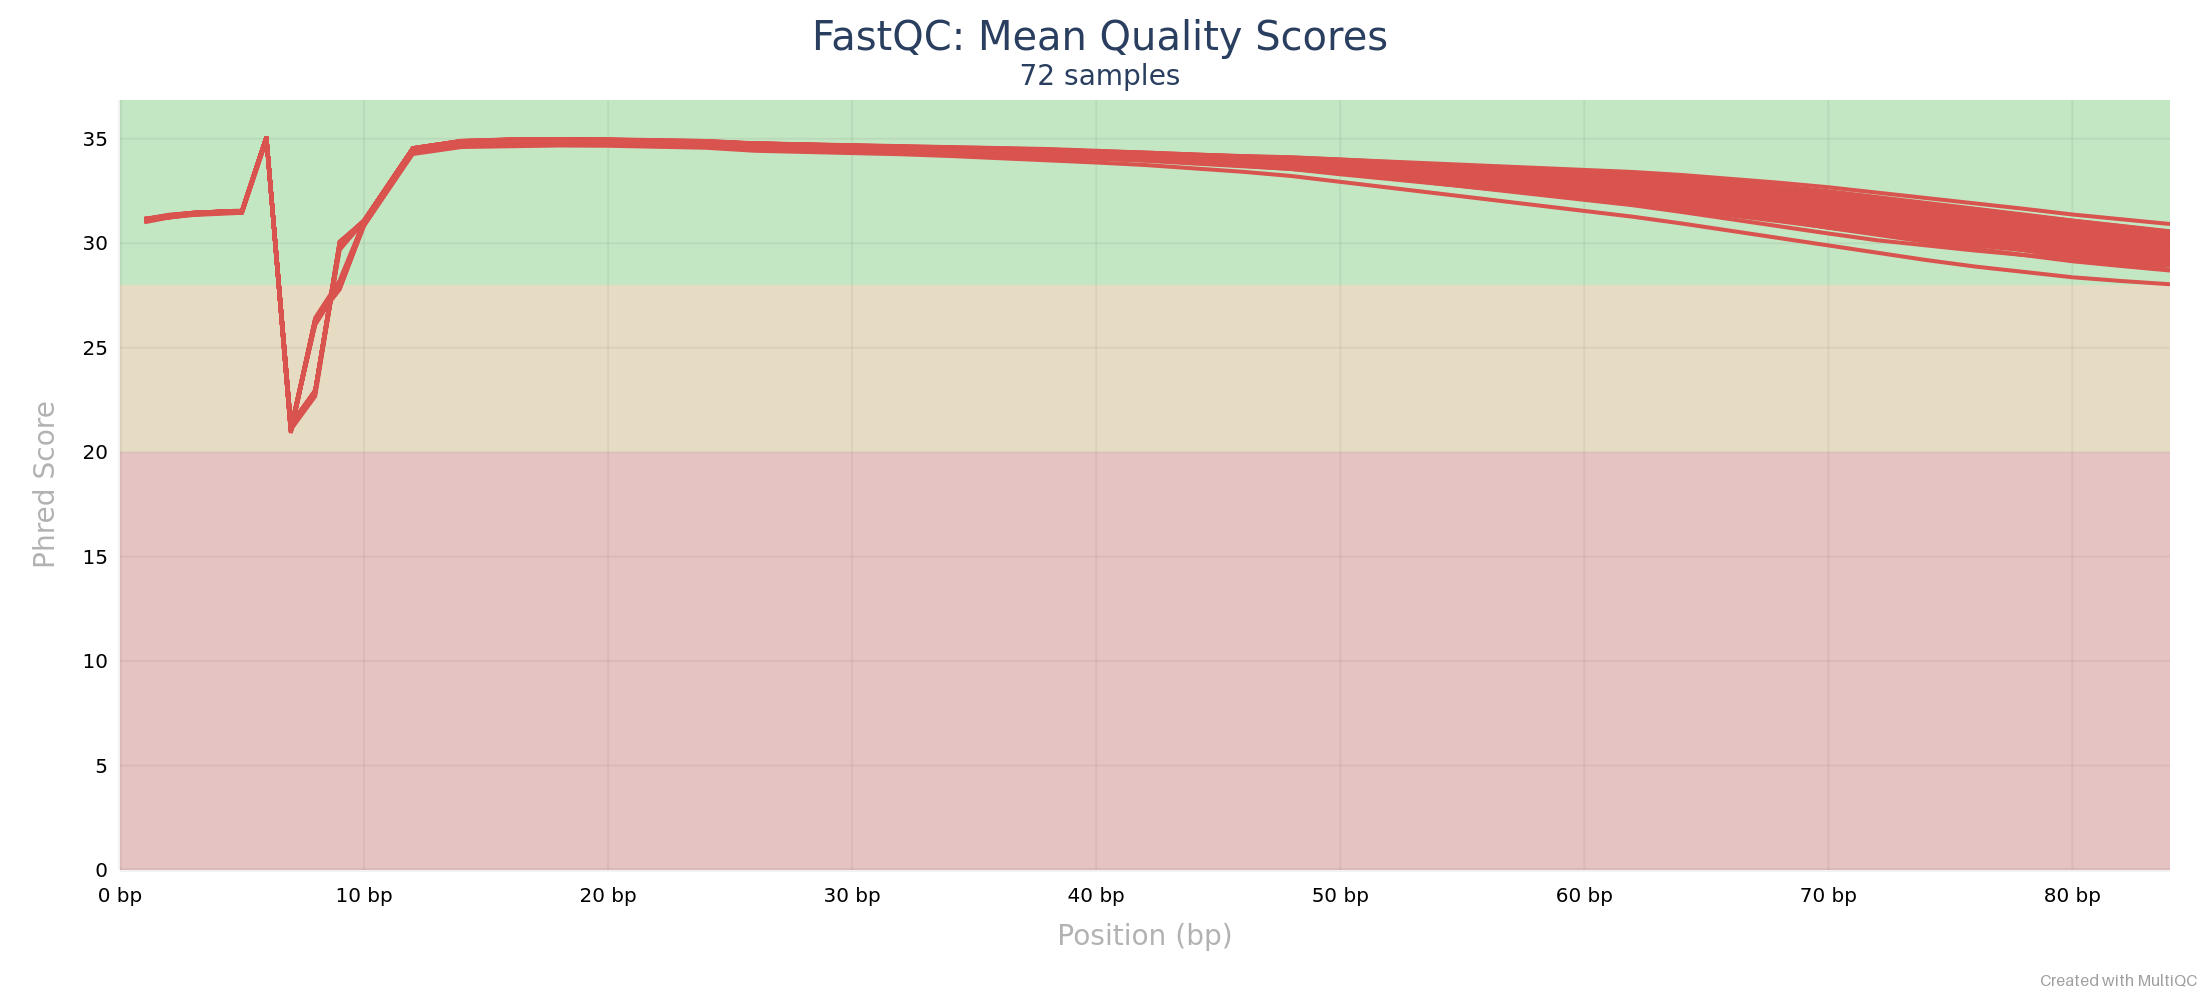 FastQC: Mean Quality Scores
72 samples
Phred Score
35
30
25
20
15
10
5
0
0 bp 10 bp 20 bp 30 bp 40 bp 50 bp 60 bp 70 bp 80 bp
Position (bp)
Created with MultiQC